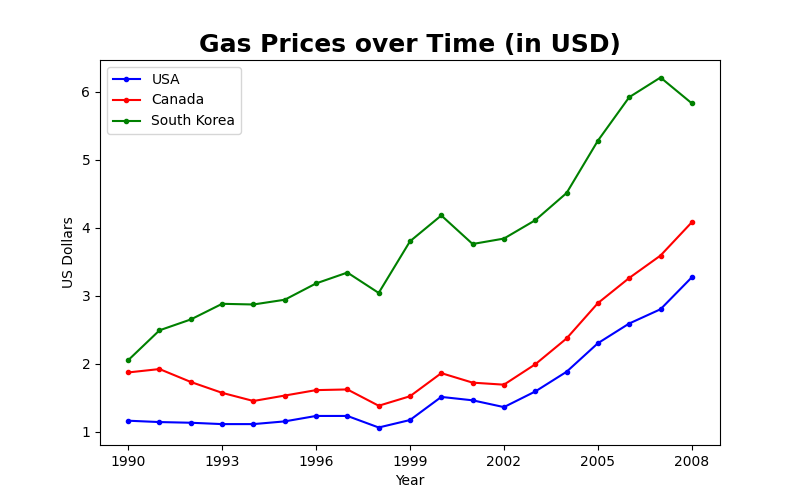 Gas Prices over Time (in USD)
USA
Canada
South Korea
6
5
4
3
2
1
US Dollars
1990 1993 1996 1999 2002 2005 2008
Year